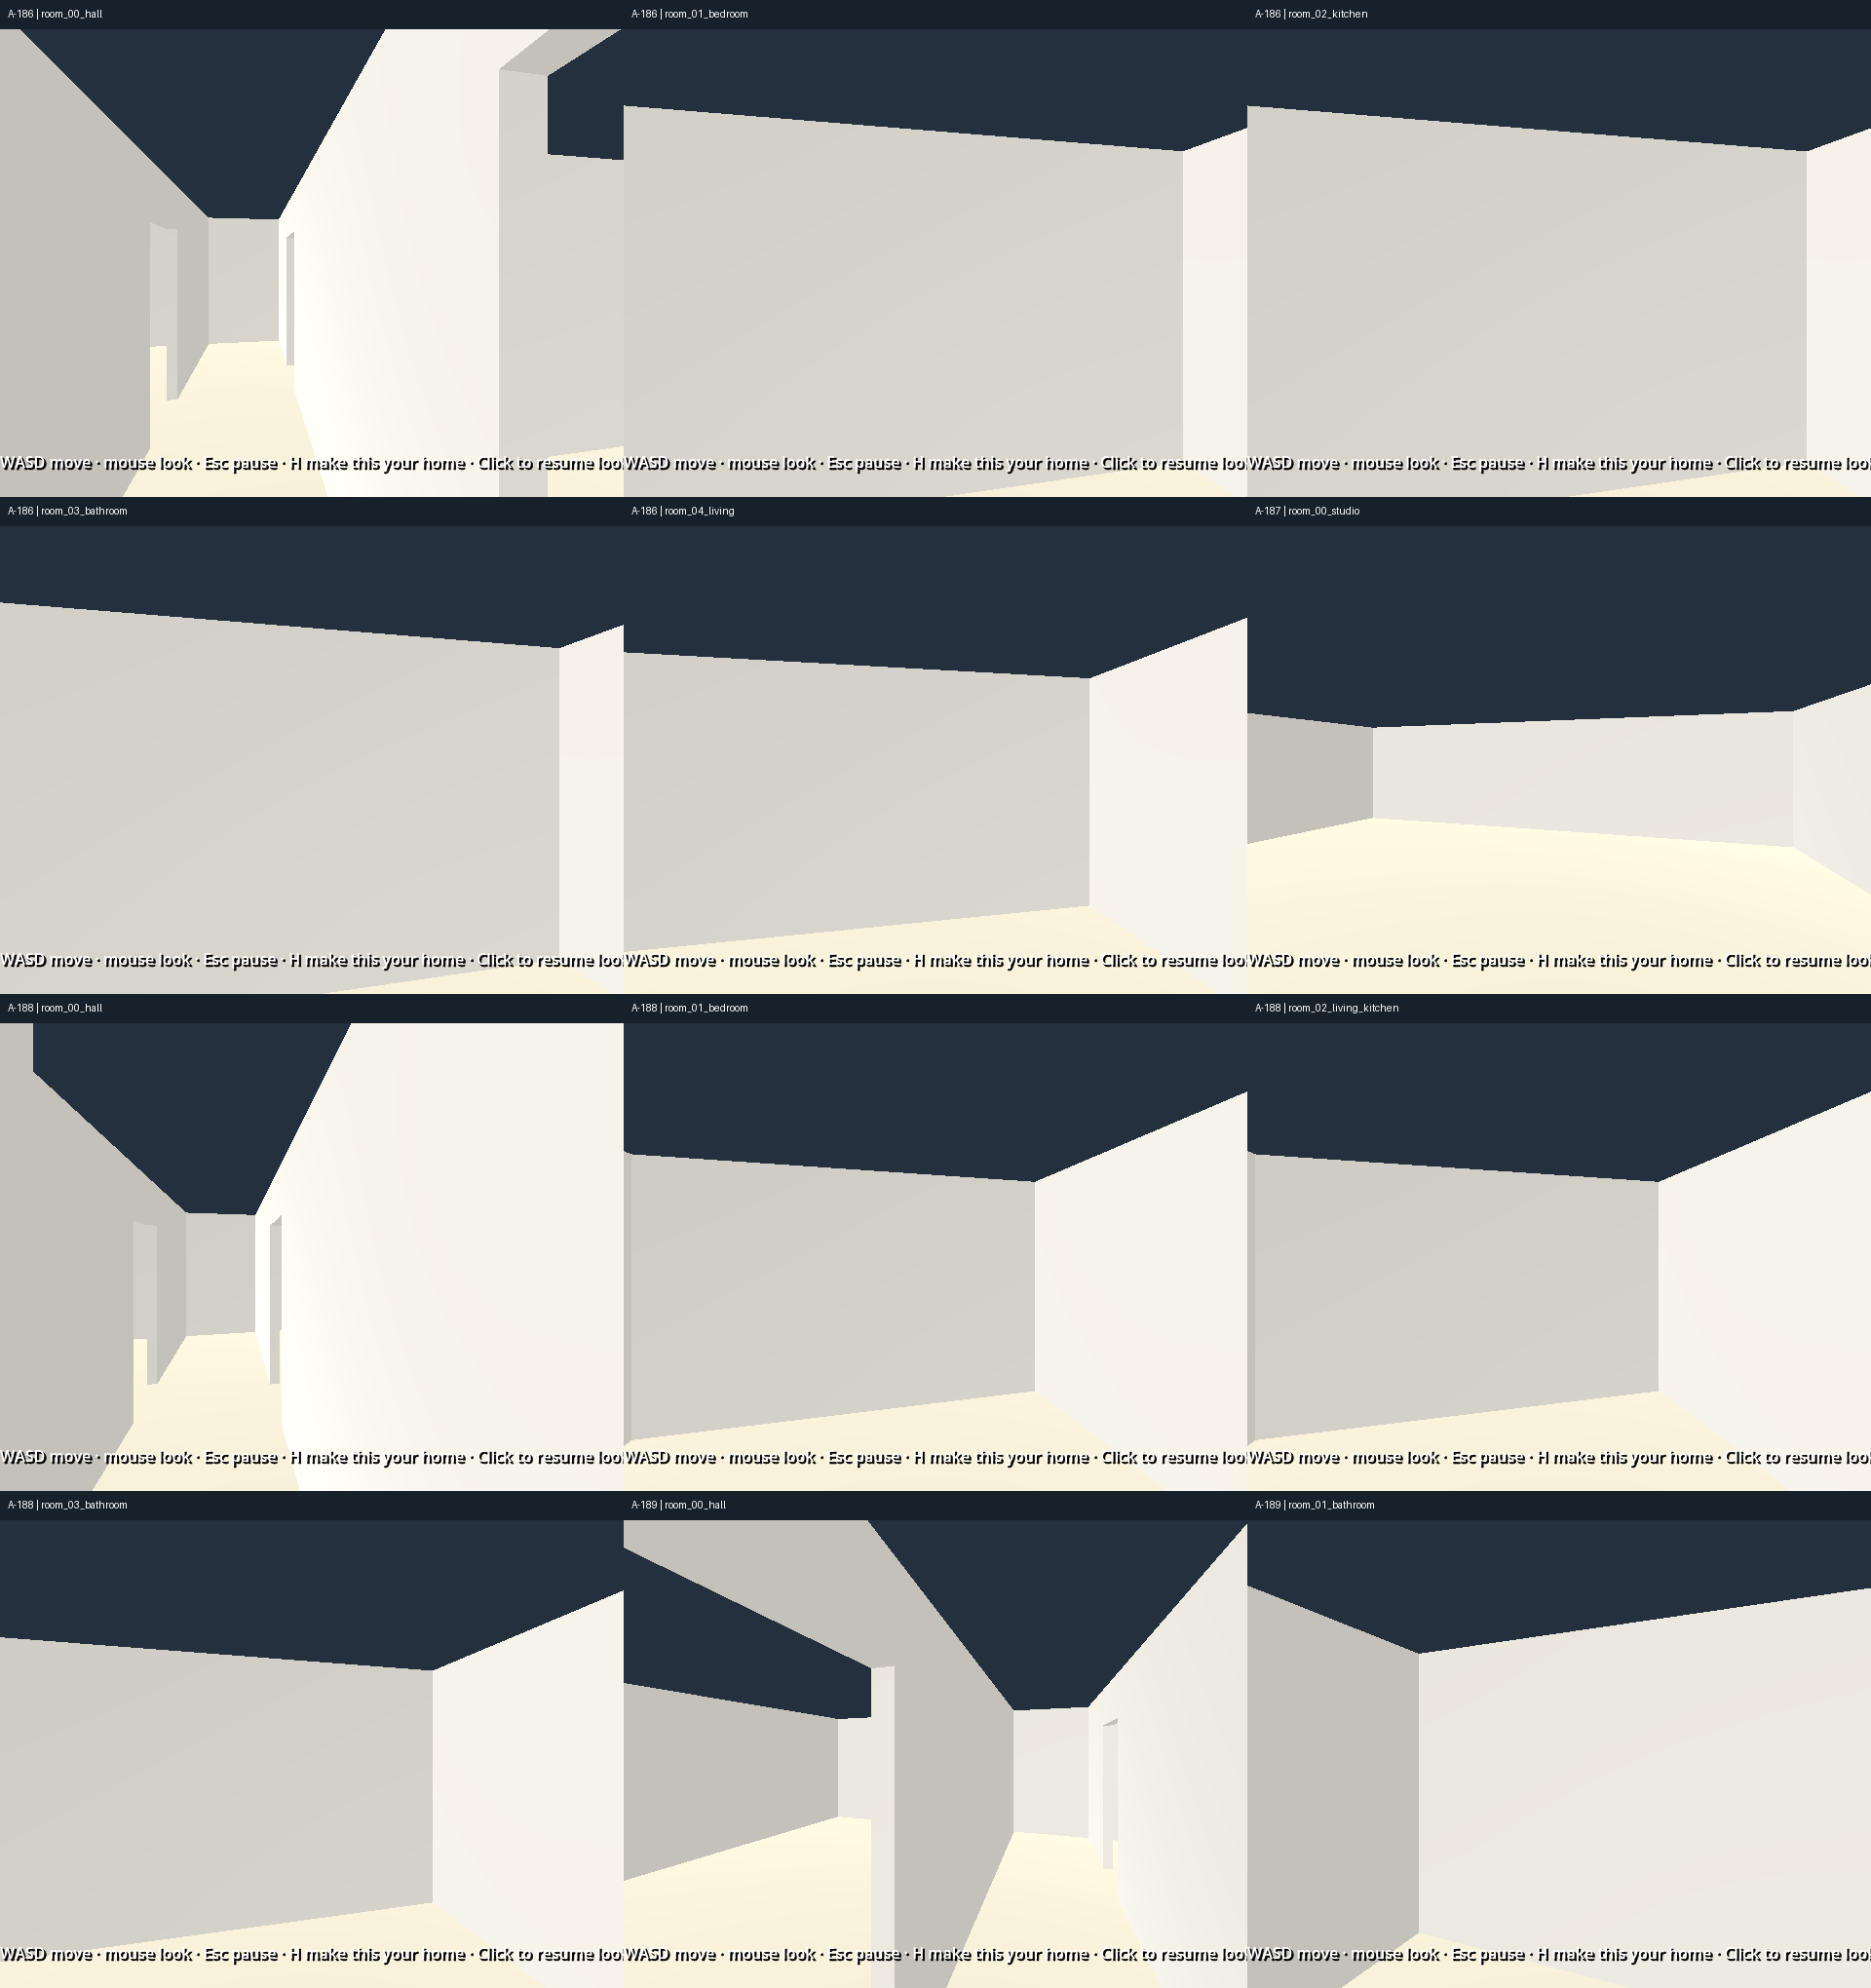 A-186 | room_00_hall
A-186 | room_01_bedroom
A-186 | room_02_kitchen
WASD move · mouse look · Esc pause · H make this your home · Click to resume loo
WASD move · mouse look · Esc pause · H make this your home · Click to resume loo
WASD move · mouse look · Esc pause · H make this your home · Click to resume loo
A-186 | room_03_bathroom
A-186 | room_04_living
A-187 | room_00_studio
WASD move · mouse look · Esc pause · H make this your home · Click to resume loo
WASD move · mouse look · Esc pause · H make this your home · Click to resume loo
WASD move · mouse look · Esc pause · H make this your home · Click to resume loo
A-188 | room_00_hall
A-188 | room_01_bedroom
A-188 | room_02_living_kitchen
WASD move · mouse look · Esc pause · H make this your home · Click to resume loo
WASD move · mouse look · Esc pause · H make this your home · Click to resume loo
WASD move · mouse look · Esc pause · H make this your home · Click to resume loo
A-188 | room_03_bathroom
A-189 | room_00_hall
A-189 | room_01_bathroom
WASD move · mouse look · Esc pause · H make this your home · Click to resume loo
WASD move · mouse look · Esc pause · H make this your home · Click to resume loo
WASD move · mouse look · Esc pause · H make this your home · Click to resume loo